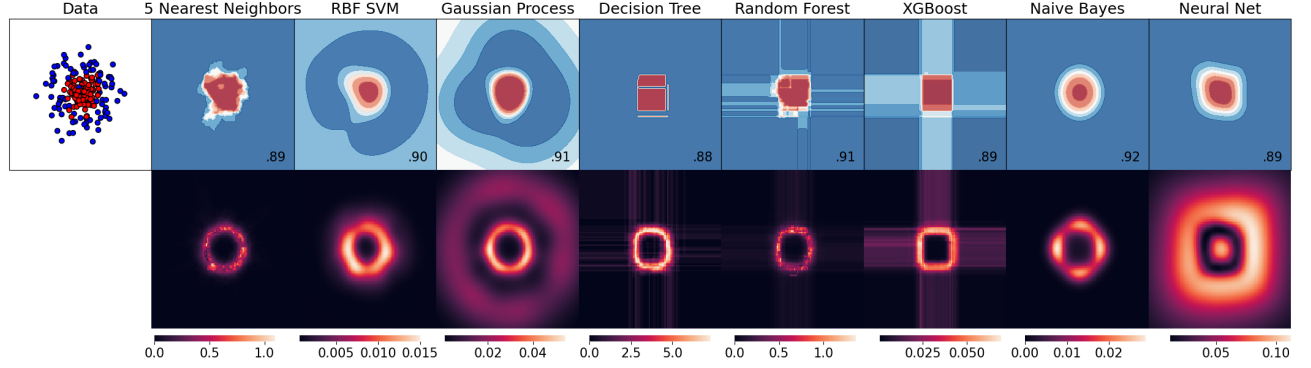 Data 5 Nearest Neighbors RBF SVM Gaussian Process Decision Tree Random Forest XGBoost Naive Bayes Neural Net
.89 .90 .91 .88 .91 .89 .92 .89
0.0 0.5 1.0 0.005 0.010 0.015 0.02 0.04 0.0 2.5 5.0 0.0 0.5 1.0 0.025 0.050 0.00 0.01 0.02 0.05 0.10